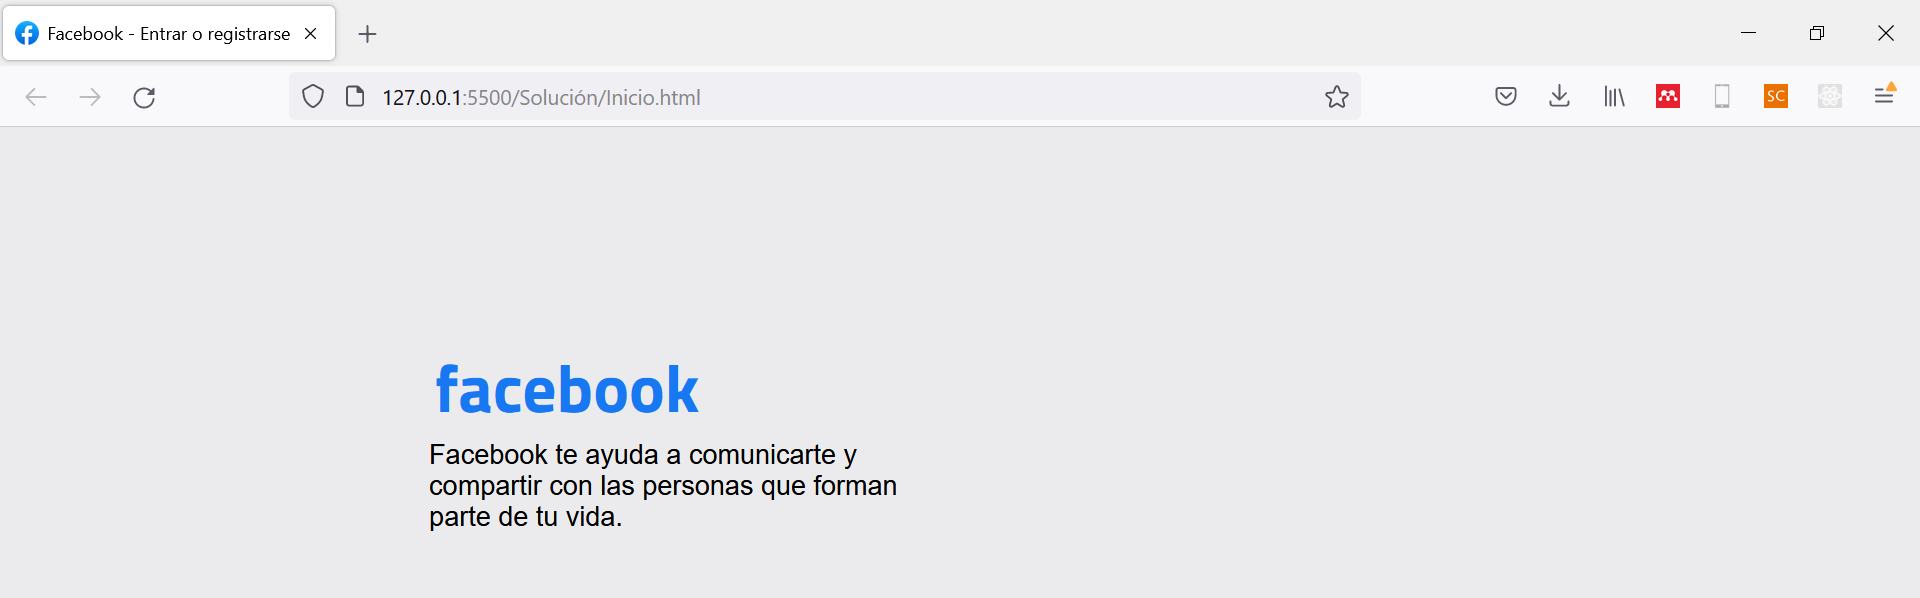 Facebook - Entrar o registrarse
127.0.0.1:5500/Solución/Inicio.html
SC
facebook
Facebook te ayuda a comunicarte y
compartir con las personas que forman
parte de tu vida.